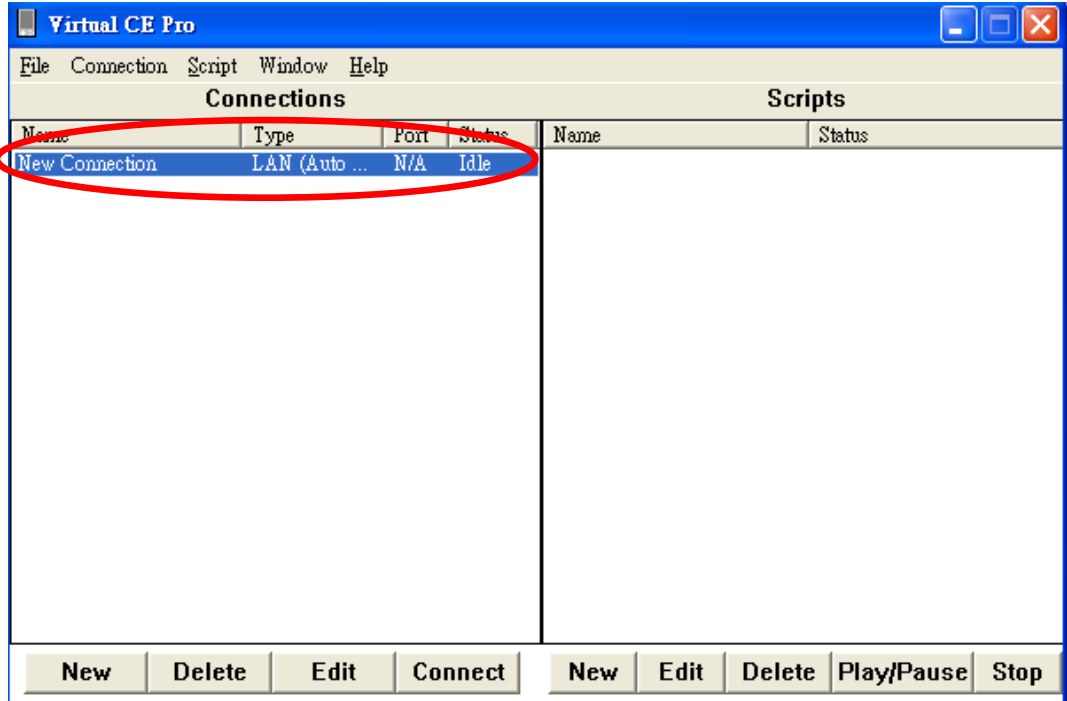 Virtual CE Pro
File Connection Script Window Help
Connections Scripts
Name Type Port Status Name Status
New Connection LAN (Auto ... N/A Idle
New Delete Edit Connect New Edit Delete Play/Pause Stop